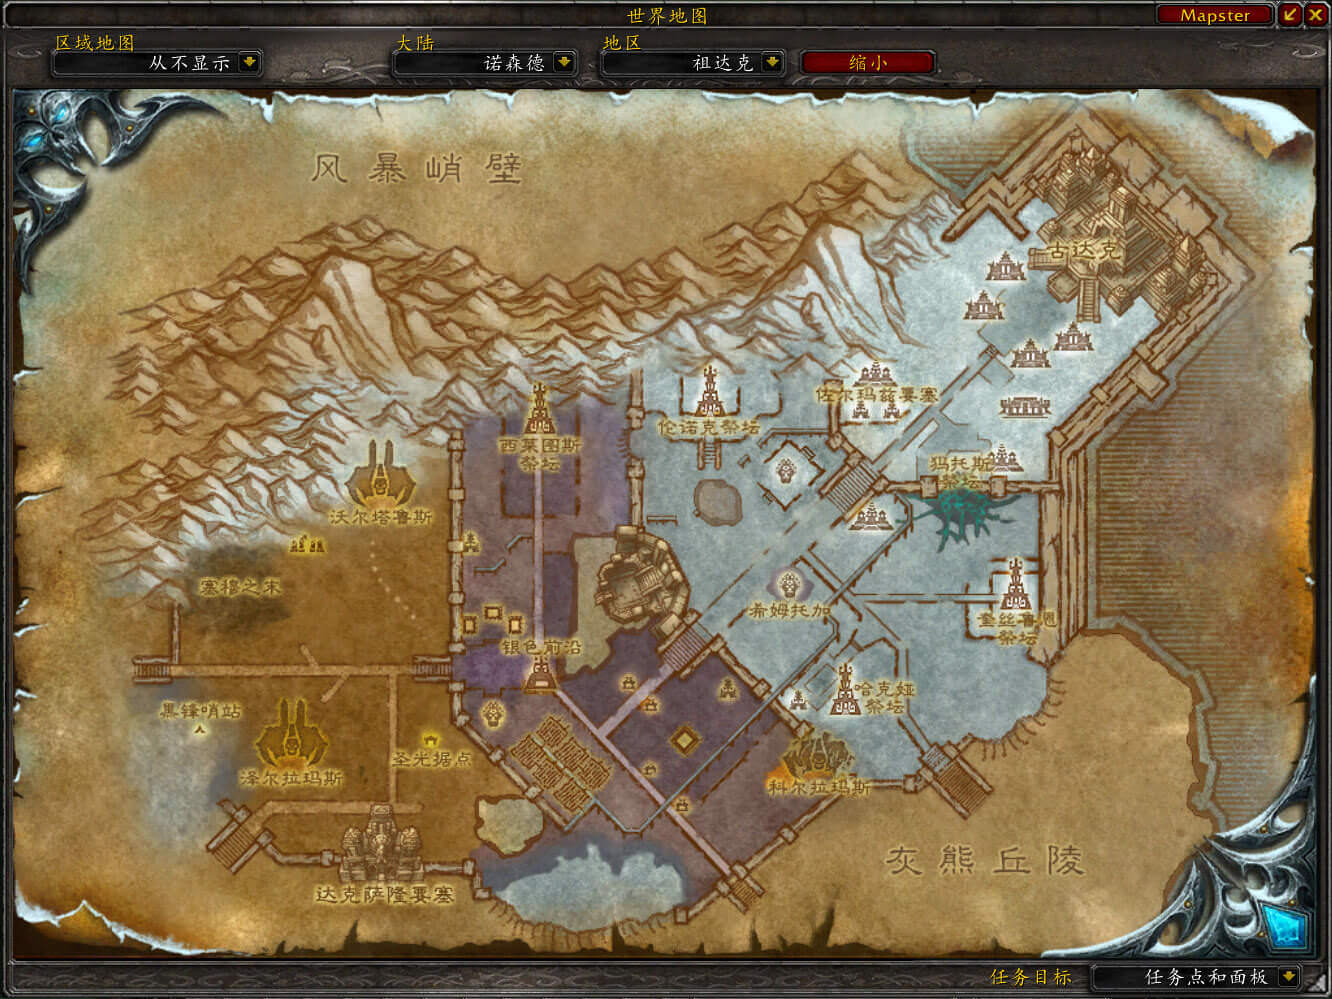 世界地图
Mapster
区域地图
大陆
地区
从不显示
诺森德
祖达克
缩小
风暴峭壁
古达克
佐尔玛兹要塞
伦诺克祭坛
西莱图斯
祭坛
犸托斯
祭坛
沃尔塔鲁斯
塞穆之末
希姆托加
奎丝鲁恩
祭坛
银色前沿
哈克娅
祭坛
黑锋哨站
圣光据点
泽尔拉玛斯
科尔拉玛斯
灰熊丘陵
达克萨隆要塞
任务目标
任务点和面板